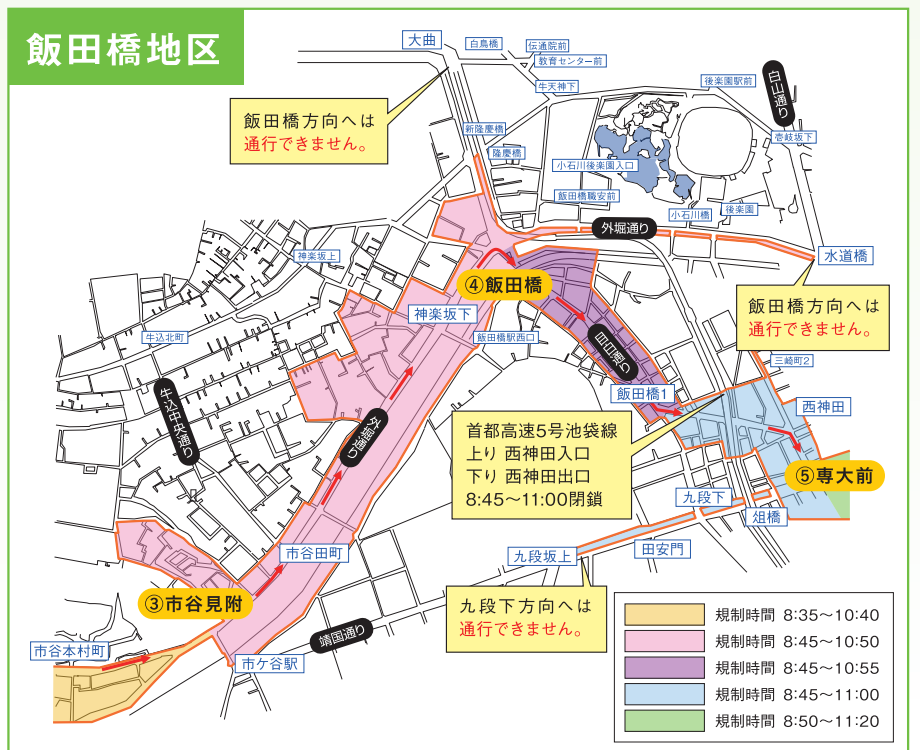 飯田橋地区
大曲
白鳥橋
伝通院前
教育センター前
牛天神下
後楽園駅前
白山通り
壱岐坂下
飯田橋方向へは
通行できません。
新隆慶橋
隆慶橋
小石川後楽園入口
飯田橋職安前
小石川橋
後楽園
外堀通り
水道橋
神楽坂上
④飯田橋
飯田橋方向へは
通行できません。
神楽坂下
牛込北町
飯田橋駅西口
目白通り
三崎町2
牛込中央通り
飯田橋1
西神田
外堀通り
首都高速5号池袋線
上り 西神田入口
下り 西神田出口
8:45～11:00閉鎖
⑤専大前
九段下
俎橋
市谷田町
九段坂上
田安門
③市谷見附
九段下方向へは
通行できません。
靖国通り
市谷本村町
市ケ谷駅
規制時間 8:35～10:40
規制時間 8:45～10:50
規制時間 8:45～10:55
規制時間 8:45～11:00
規制時間 8:50～11:20